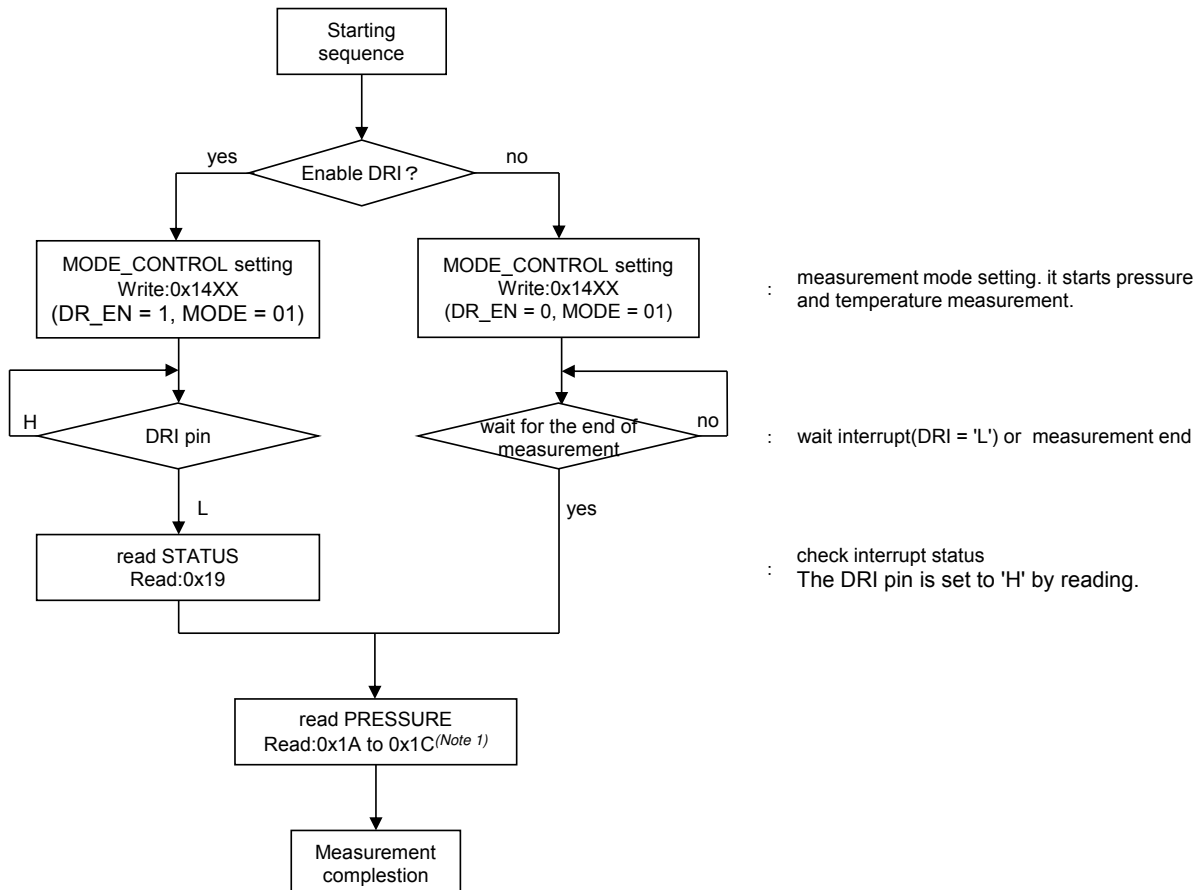 Starting
sequence
yes
no
Enable DRI？
MODE_CONTROL setting
Write:0x14XX
(DR_EN = 1, MODE = 01)
MODE_CONTROL setting
Write:0x14XX
(DR_EN = 0, MODE = 01)
: measurement mode setting. it starts pressure
and temperature measurement.
H
DRI pin
wait for the end of
measurement
no
: wait interrupt(DRI = 'L') or measurement end
L
yes
read STATUS
Read:0x19
: check interrupt status
The DRI pin is set to 'H' by reading.
read PRESSURE
Read:0x1A to 0x1C(Note 1)
Measurement
complestion